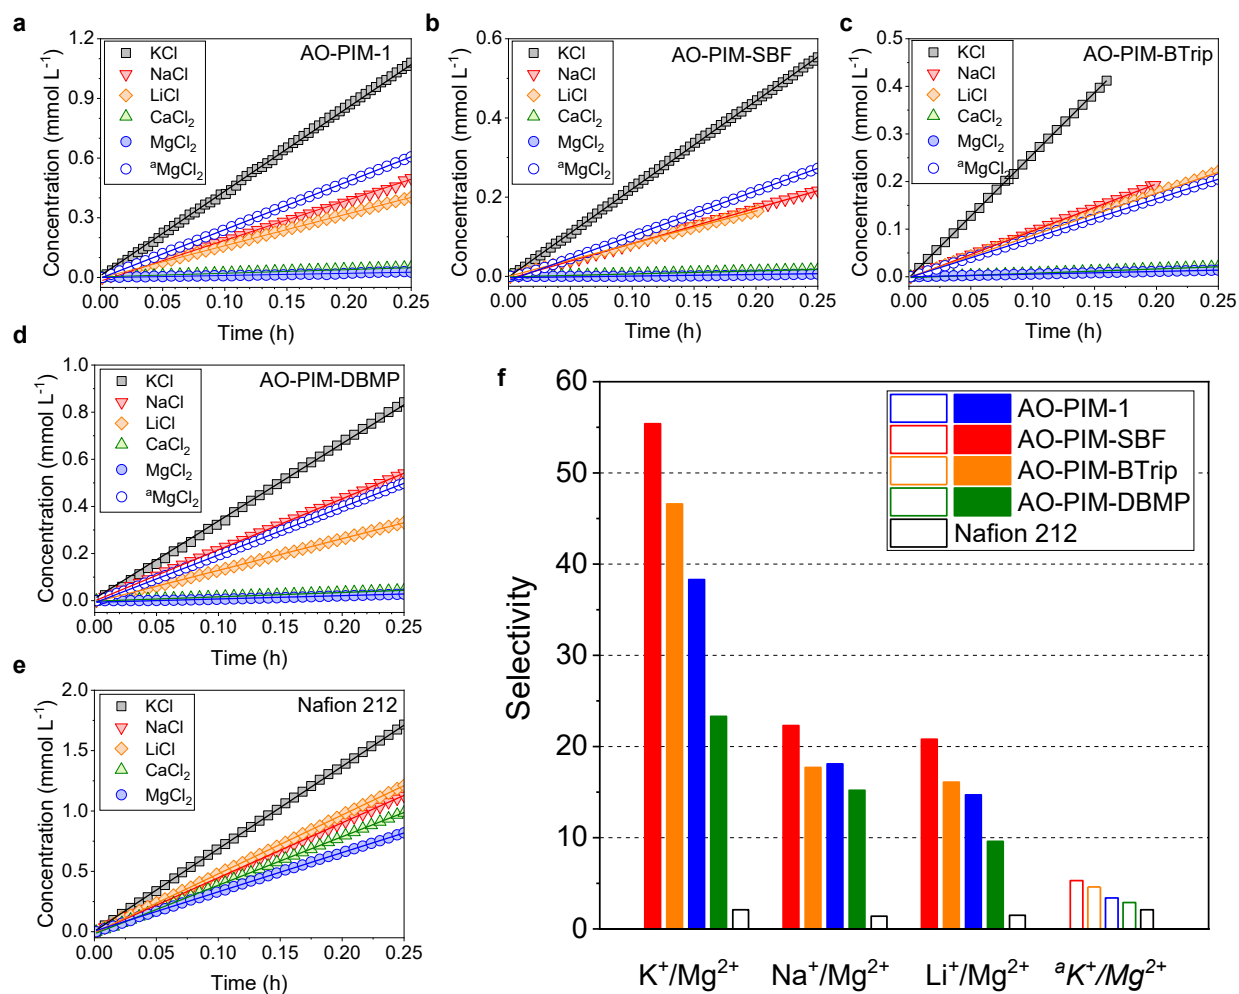 a
AO-PIM-1
KCl
NaCl
LiCl
CaCl₂
MgCl₂
ᵃMgCl₂
Concentration (mmol L⁻¹)
1.2
0.9
0.6
0.3
0.0
0.00 0.05 0.10 0.15 0.20 0.25
Time (h)
b
AO-PIM-SBF
KCl
NaCl
LiCl
CaCl₂
MgCl₂
ᵃMgCl₂
Concentration (mmol L⁻¹)
0.6
0.4
0.2
0.0
0.00 0.05 0.10 0.15 0.20 0.25
Time (h)
c
AO-PIM-BTrip
KCl
NaCl
LiCl
CaCl₂
MgCl₂
ᵃMgCl₂
Concentration (mmol L⁻¹)
0.5
0.4
0.3
0.2
0.1
0.0
0.00 0.05 0.10 0.15 0.20 0.25
Time (h)
d
AO-PIM-DBMP
KCl
NaCl
LiCl
CaCl₂
MgCl₂
ᵃMgCl₂
Concentration (mmol L⁻¹)
1.0
0.8
0.6
0.4
0.2
0.0
0.00 0.05 0.10 0.15 0.20 0.25
Time (h)
e
Nafion 212
KCl
NaCl
LiCl
CaCl₂
MgCl₂
Concentration (mmol L⁻¹)
2.0
1.5
1.0
0.5
0.0
0.00 0.05 0.10 0.15 0.20 0.25
Time (h)
f
AO-PIM-1
AO-PIM-SBF
AO-PIM-BTrip
AO-PIM-DBMP
Nafion 212
Selectivity
60
50
40
30
20
10
0
K⁺/Mg²⁺ Na⁺/Mg²⁺ Li⁺/Mg²⁺ ᵃK⁺/Mg²⁺